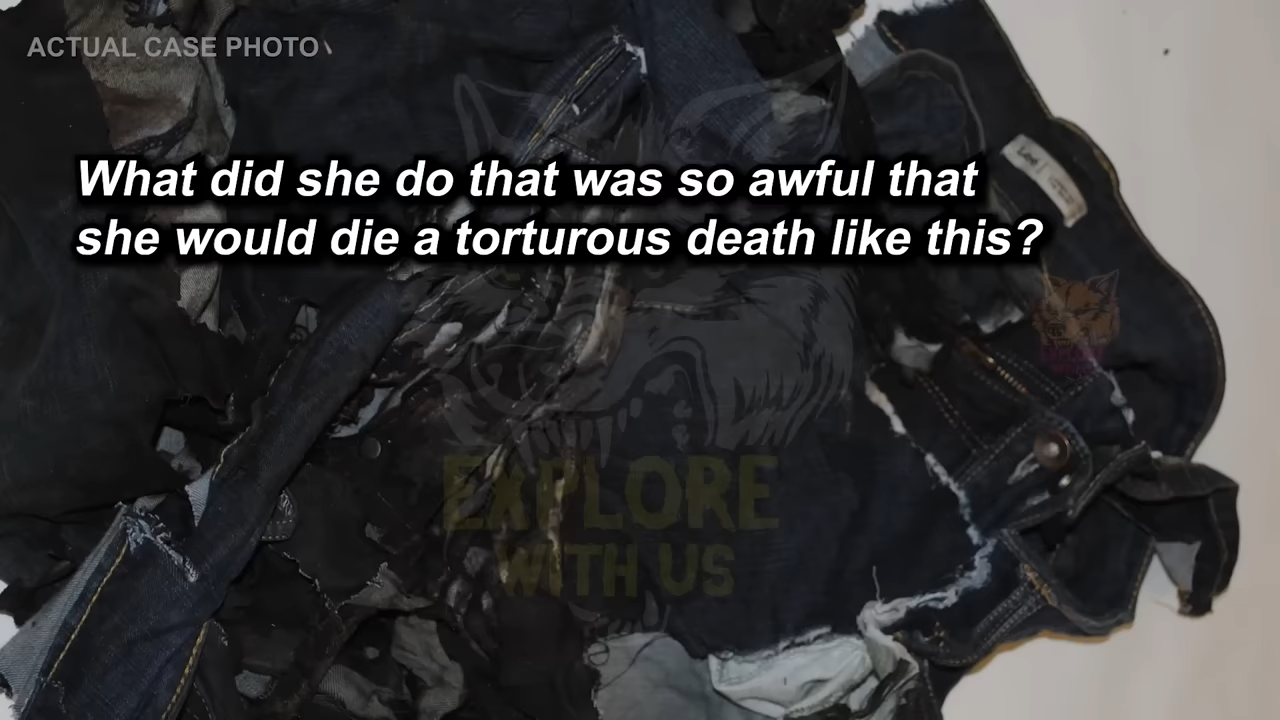 ACTUAL CASE PHOTO
What did she do that was so awful that
she would die a torturous death like this?
EXPLORE
WITH US